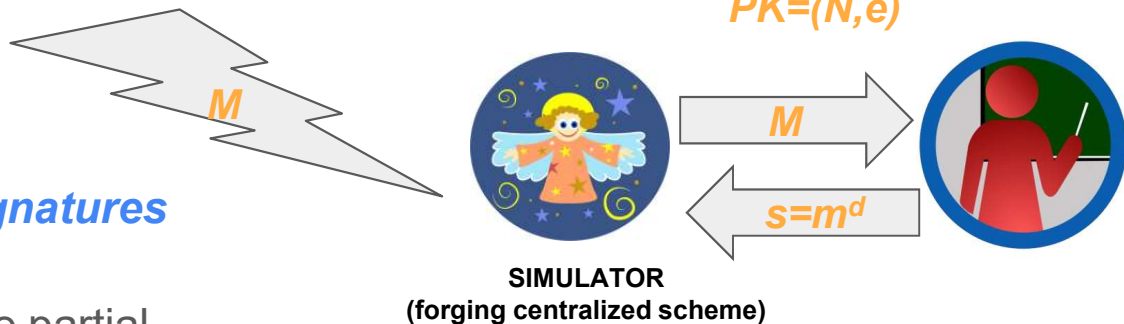 PK=(N,e)
M
M
s=m^d
gnatures
SIMULATOR
(forging centralized scheme)
e partial